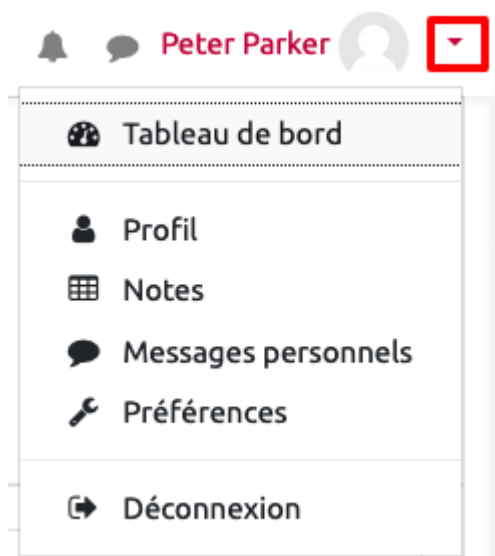 Peter Parker
Tableau de bord
Profil
Notes
Messages personnels
Préférences
Déconnexion